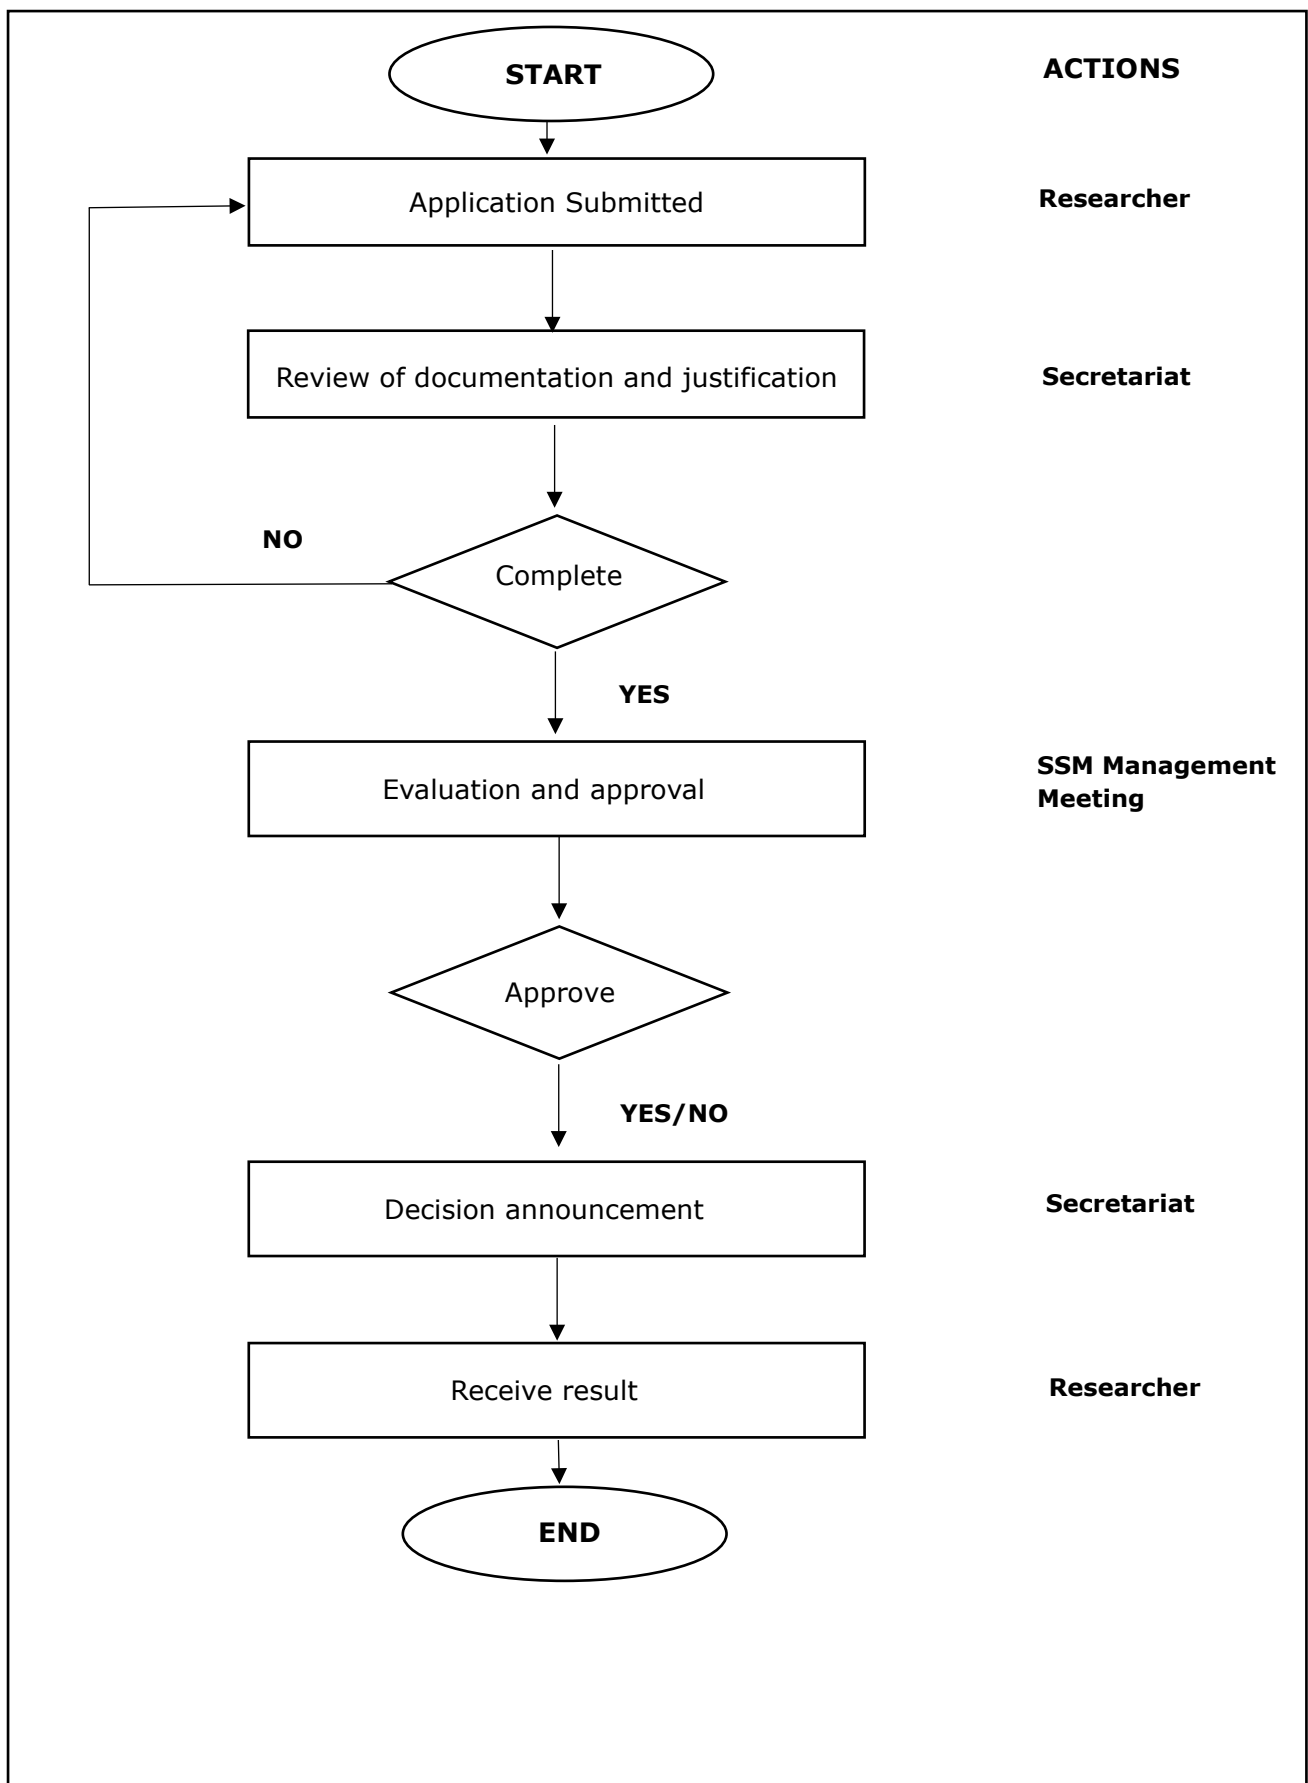 START
ACTIONS
Application Submitted
Researcher
Review of documentation and justification
Secretariat
NO
Complete
YES
Evaluation and approval
SSM Management
Meeting
Approve
YES/NO
Decision announcement
Secretariat
Receive result
Researcher
END